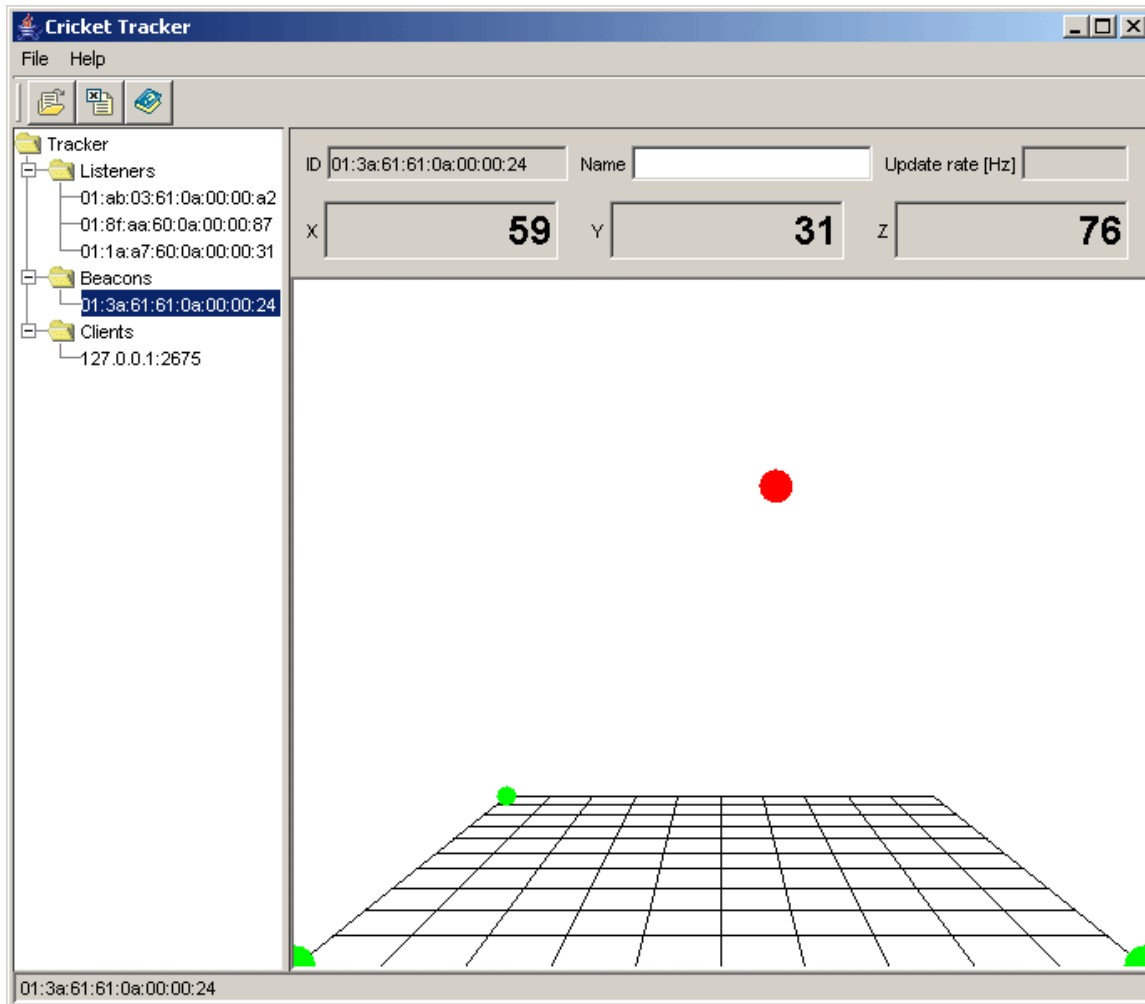 Cricket Tracker
File Help
Tracker
Listeners
01:ab:03:61:0a:00:00:a2
01:8f:aa:60:0a:00:00:87
01:1a:a7:60:0a:00:00:31
Beacons
01:3a:61:61:0a:00:00:24
Clients
127.0.0.1:2675
ID 01:3a:61:61:0a:00:00:24 Name Update rate [Hz]
X 59 Y 31 Z 76
01:3a:61:61:0a:00:00:24